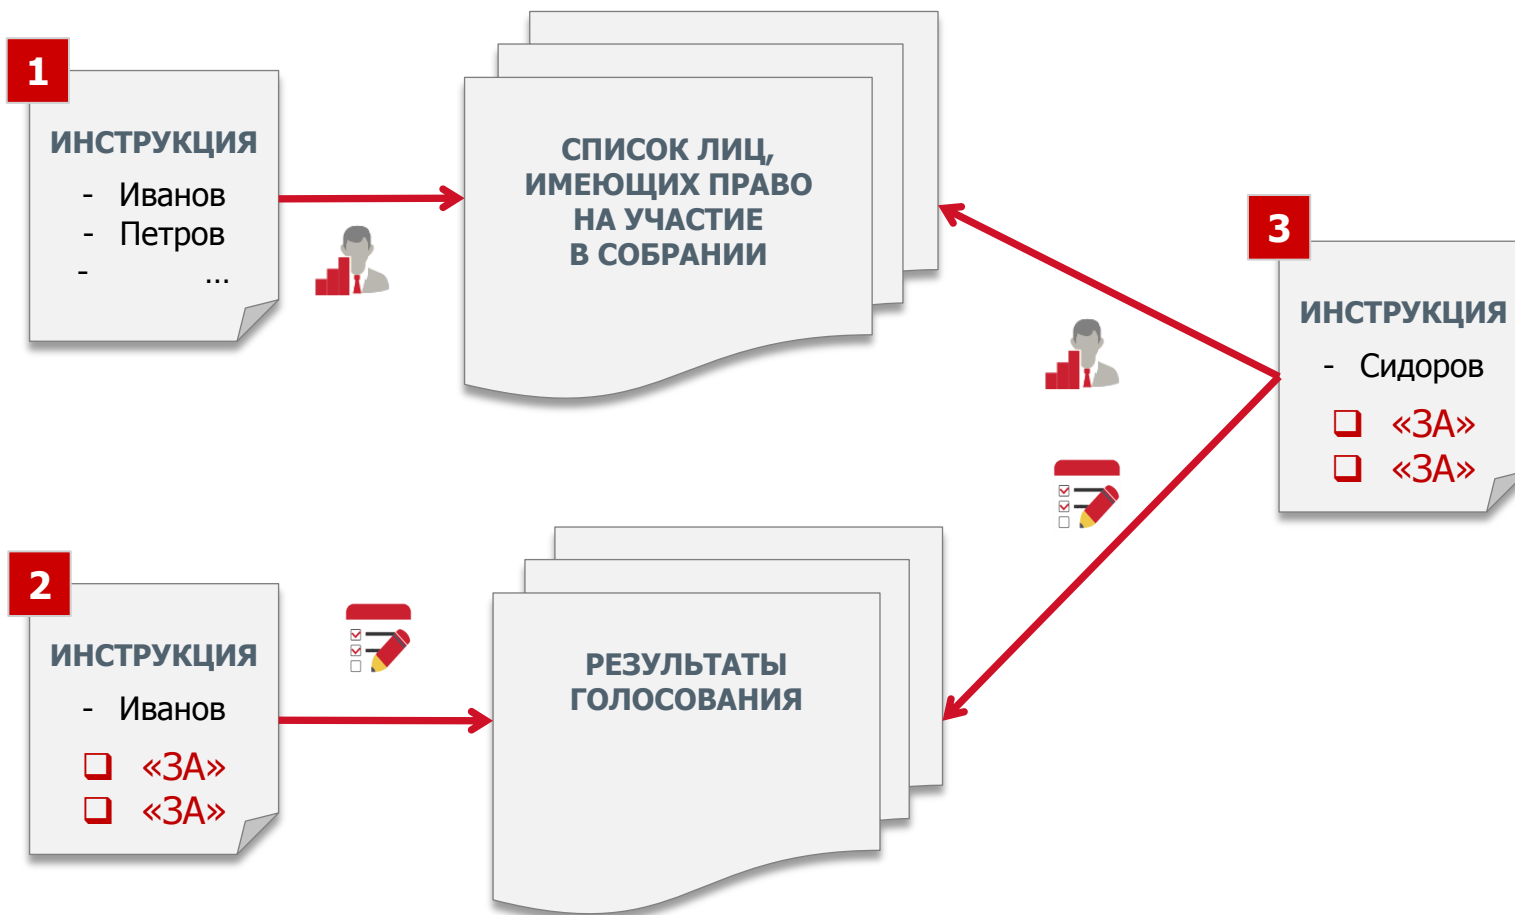 1
ИНСТРУКЦИЯ
- Иванов
- Петров
- ...
СПИСОК ЛИЦ,
ИМЕЮЩИХ ПРАВО
НА УЧАСТИЕ
В СОБРАНИИ
3
ИНСТРУКЦИЯ
- Сидоров
❑ «ЗА»
❑ «ЗА»
2
ИНСТРУКЦИЯ
- Иванов
❑ «ЗА»
❑ «ЗА»
РЕЗУЛЬТАТЫ
ГОЛОСОВАНИЯ